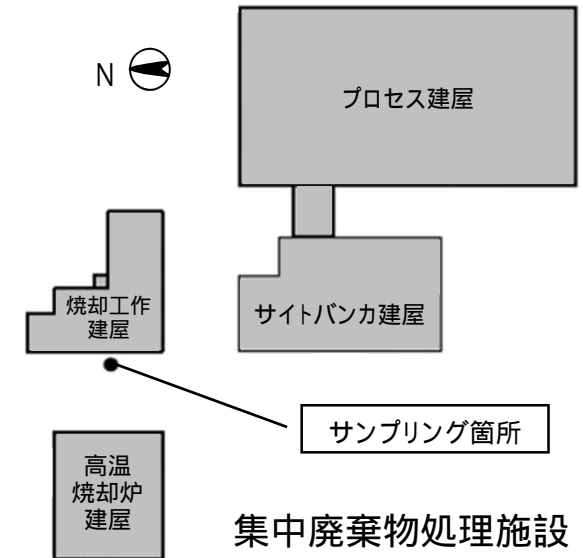 プロセス建屋
N
焼却工作
建屋
サイトバンカ建屋
サンプリング箇所
高温
焼却炉
建屋
集中廃棄物処理施設